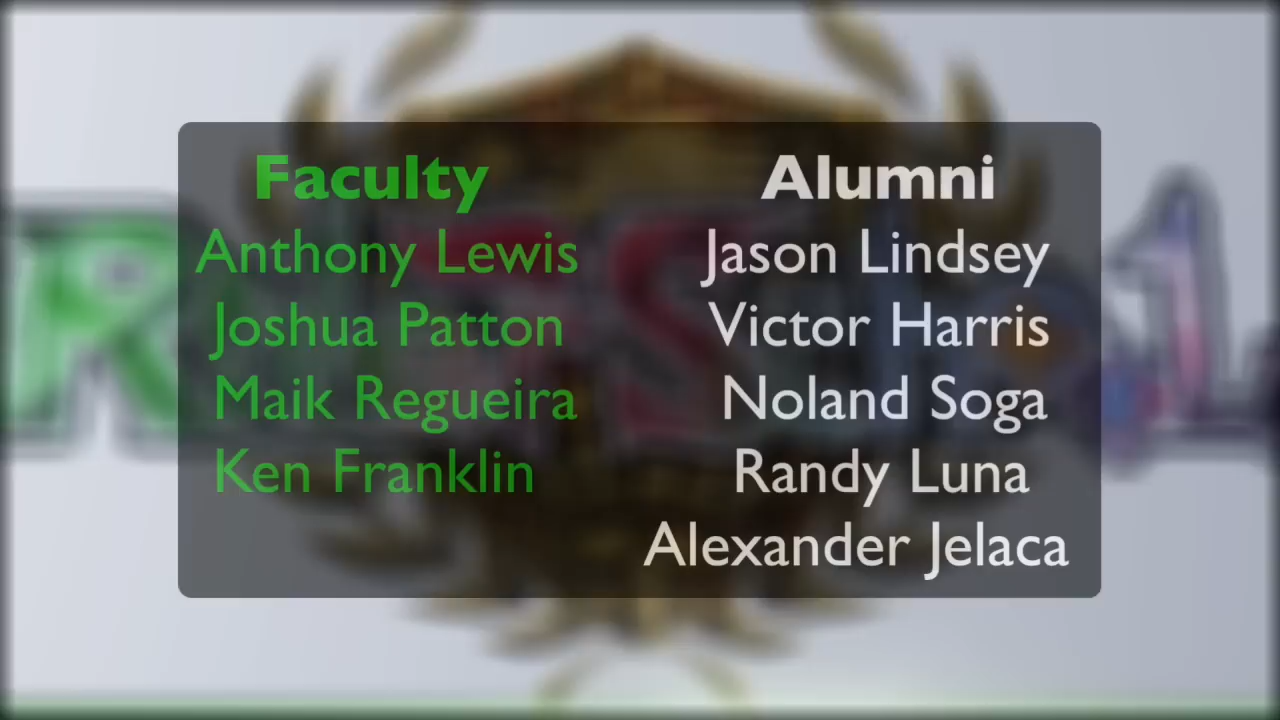 Faculty
Anthony Lewis
Joshua Patton
Maik Regueira
Ken Franklin
Alumni
Jason Lindsey
Victor Harris
Noland Soga
Randy Luna
Alexander Jelaca